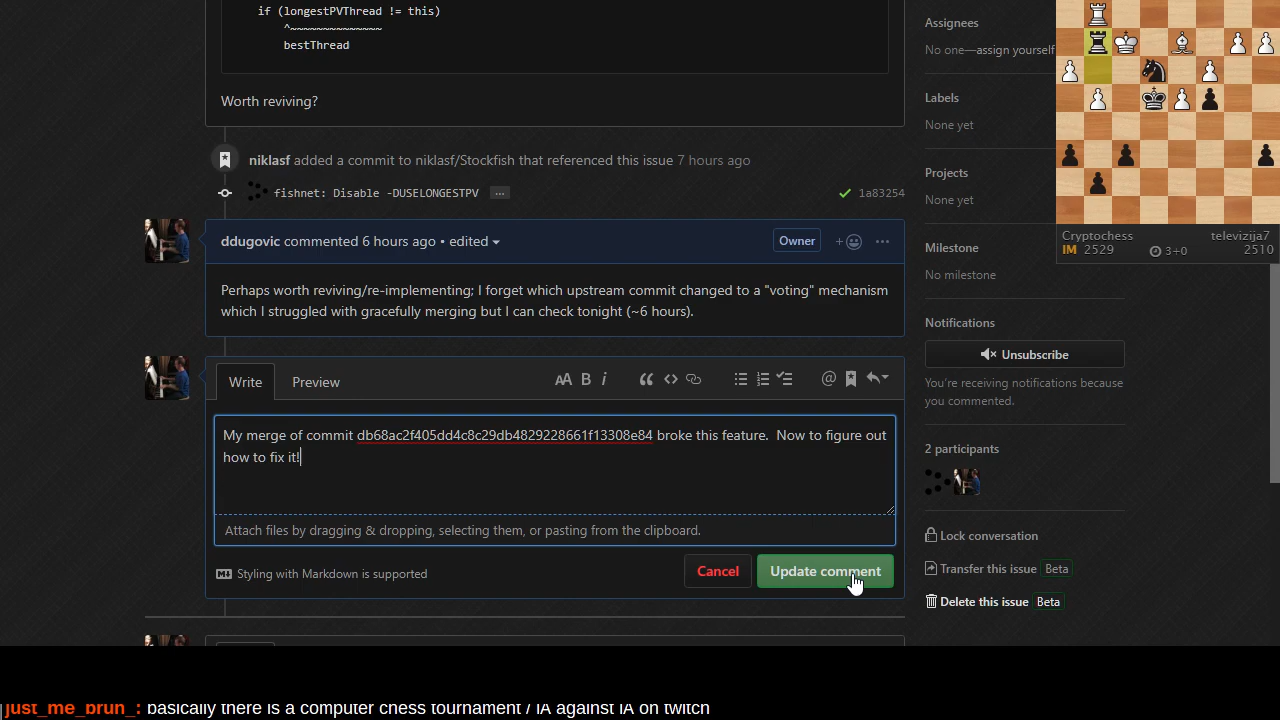 if (longestPVThread != this)
^~~~~~~~~~~~~~~
bestThread
Worth reviving?
niklasf added a commit to niklasf/Stockfish that referenced this issue 7 hours ago
fishnet: Disable -DUSELONGESTPV ...
1a83254
ddugovic commented 6 hours ago • edited
Owner
Perhaps worth reviving/re-implementing; I forget which upstream commit changed to a "voting" mechanism
which I struggled with gracefully merging but I can check tonight (~6 hours).
Write
Preview
AA B i
My merge of commit db68ac2f405dd4c8c29db4829228661f13308e84 broke this feature. Now to figure out
how to fix it!
Attach files by dragging & dropping, selecting them, or pasting from the clipboard.
Styling with Markdown is supported
Cancel
Update comment
Assignees
No one—assign yourself
Labels
None yet
Projects
None yet
Milestone
No milestone
Notifications
Unsubscribe
You're receiving notifications because
you commented.
2 participants
Lock conversation
Transfer this issue Beta
Delete this issue Beta
Cryptochess
IM 2529
3+0
televizija7
2510
just_me_brun_: basically there is a computer chess tournament / IA against IA on twitch